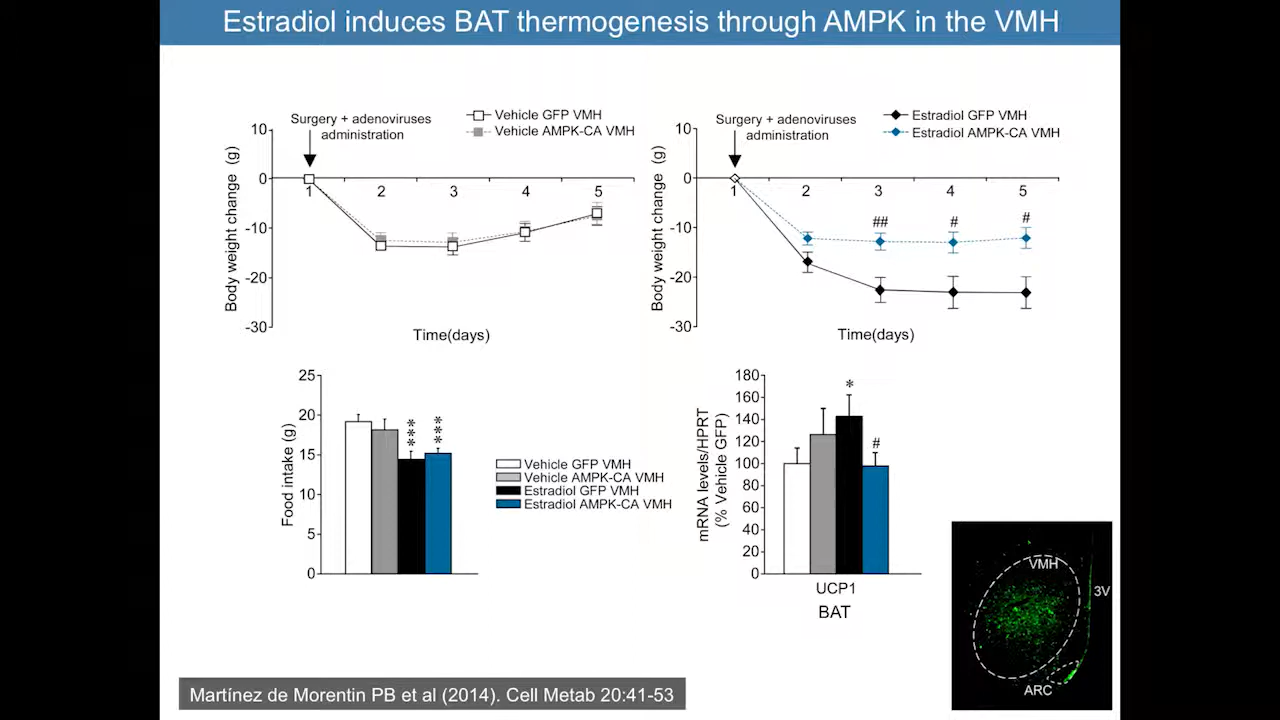 Estradiol induces BAT thermogenesis through AMPK in the VMH
Surgery + adenoviruses
administration
Vehicle GFP VMH
Vehicle AMPK-CA VMH
Body weight change (g)
10
0
-10
-20
-30
1
2
3
4
5
Time(days)
Surgery + adenoviruses
administration
Estradiol GFP VMH
Estradiol AMPK-CA VMH
Body weight change (g)
10
0
-10
-20
-30
1
2
3
4
5
##
#
#
Time(days)
Food intake (g)
25
20
15
10
5
0
***
***
Vehicle GFP VMH
Vehicle AMPK-CA VMH
Estradiol GFP VMH
Estradiol AMPK-CA VMH
mRNA levels/HPRT
(% Vehicle GFP)
180
160
140
120
100
80
60
40
20
0
*
#
UCP1
BAT
VMH
3V
ARC
Martínez de Morentin PB et al (2014). Cell Metab 20:41-53